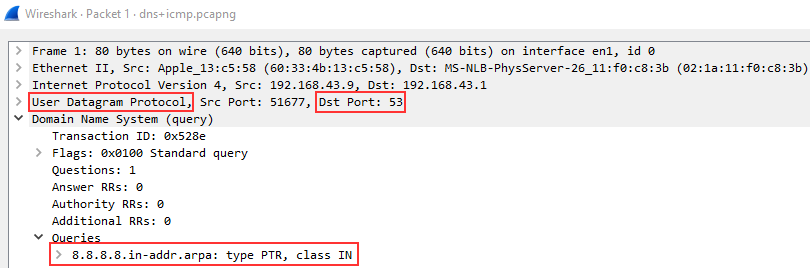 Wireshark · Packet 1 · dns+icmp.pcapng
Frame 1: 80 bytes on wire (640 bits), 80 bytes captured (640 bits) on interface en1, id 0
Ethernet II, Src: Apple_13:c5:58 (60:33:4b:13:c5:58), Dst: MS-NLB-PhysServer-26_11:f0:c8:3b (02:1a:11:f0:c8:3b)
Internet Protocol Version 4, Src: 192.168.43.9, Dst: 192.168.43.1
User Datagram Protocol, Src Port: 51677, Dst Port: 53
Domain Name System (query)
Transaction ID: 0x528e
Flags: 0x0100 Standard query
Questions: 1
Answer RRs: 0
Authority RRs: 0
Additional RRs: 0
Queries
8.8.8.8.in-addr.arpa: type PTR, class IN